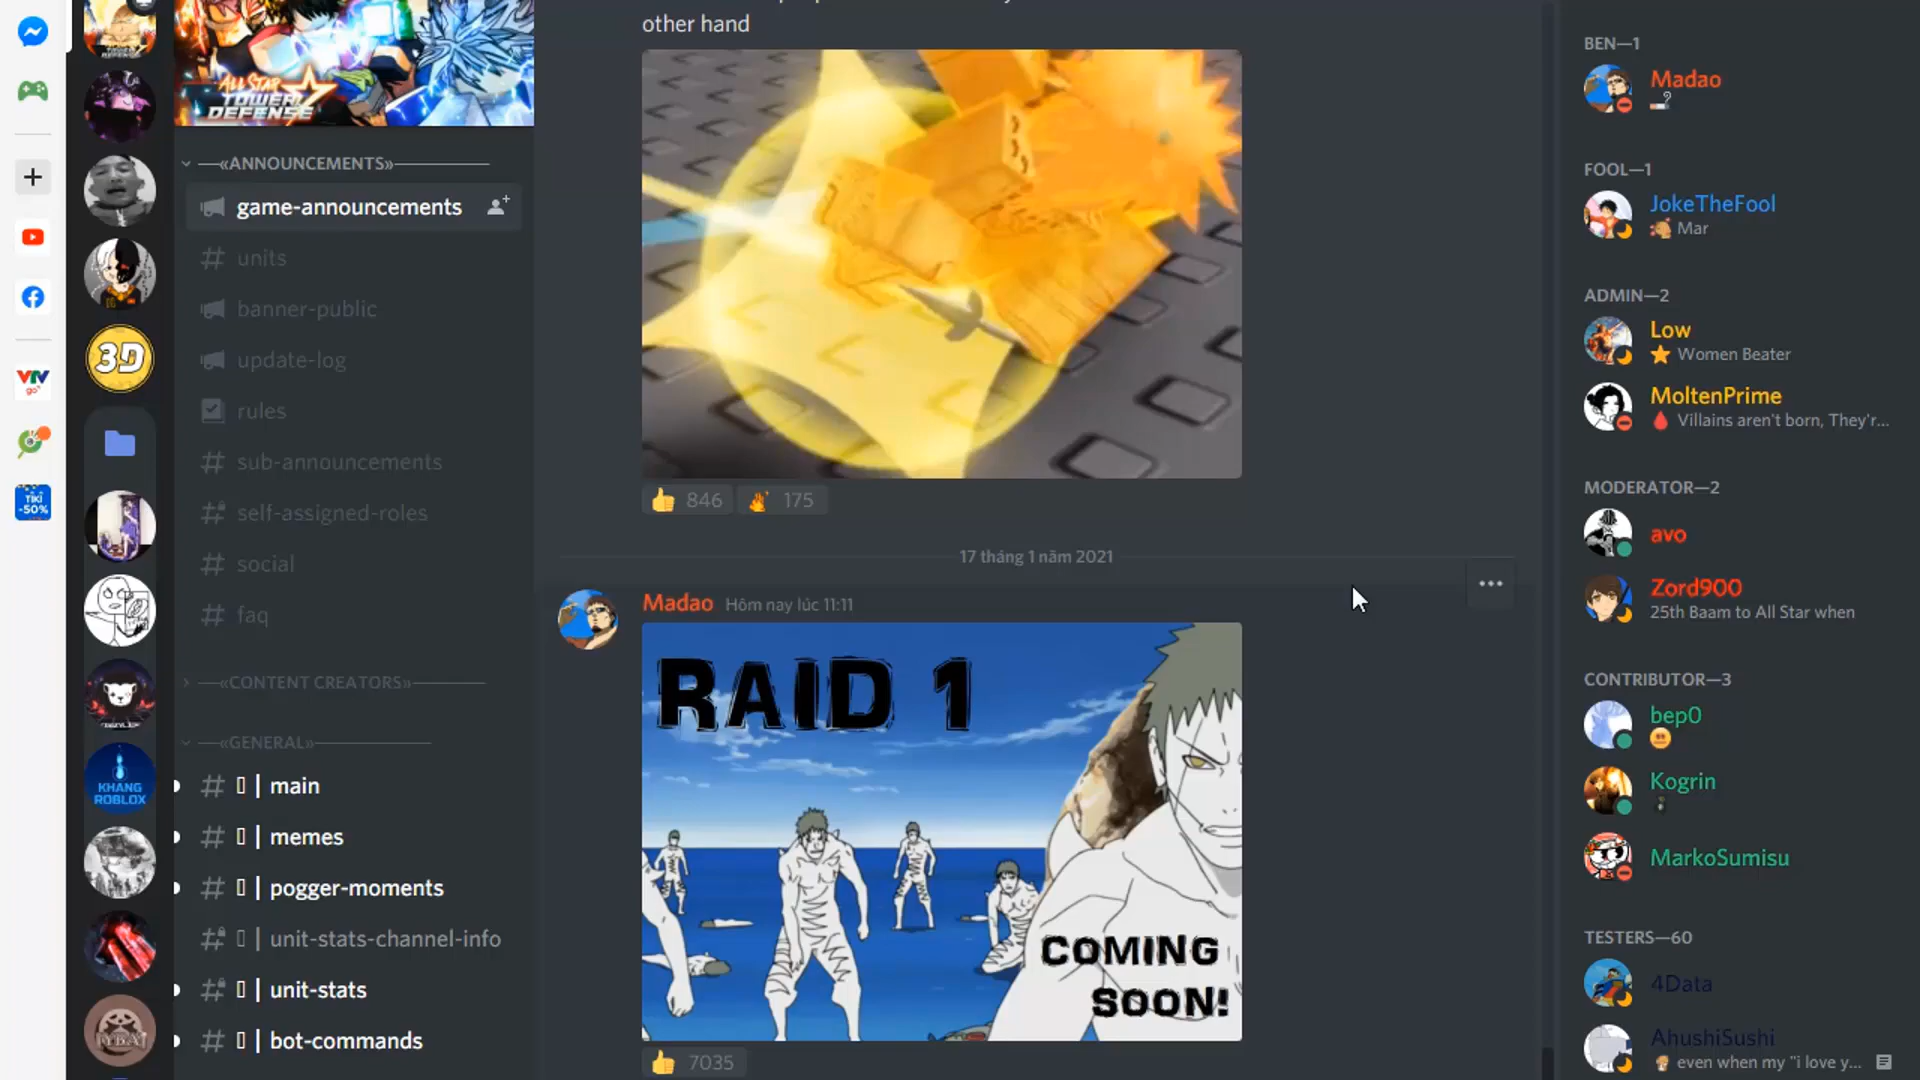 VTV
go
TIKI
-50%
3D
KHANG
ROBLOX
ALL STAR
TOWER
DEFENSE
«ANNOUNCEMENTS»
game-announcements
units
banner-public
update-log
rules
sub-announcements
self-assigned-roles
social
faq
«CONTENT CREATORS»
«GENERAL»
| main
| memes
| pogger-moments
| unit-stats-channel-info
| unit-stats
| bot-commands
other hand
846
175
17 tháng 1 năm 2021
Madao Hôm nay lúc 11:11
RAID 1
COMING
SOON!
7035
BEN—1
Madao
FOOL—1
JokeTheFool
Mar
ADMIN—2
Low
Women Beater
MoltenPrime
Villains aren't born, They'r...
MODERATOR—2
avo
Zord900
25th Baam to All Star when
CONTRIBUTOR—3
bep0
Kogrin
MarkoSumisu
TESTERS—60
4Data
AhushiSushi
even when my "i love y...